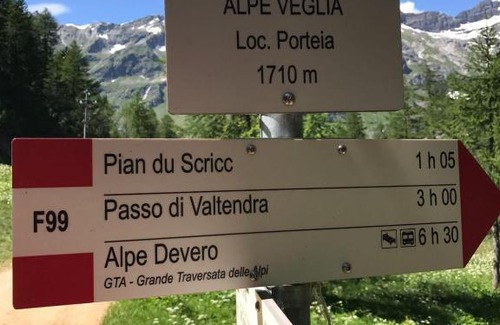 ALPE VEGLIA
Loc. Porteia
1710 m
F99
Pian du Scricc 1 h 05
Passo di Valtendra 3 h 00
Alpe Devero 6 h 30
GTA - Grande Traversata delle Alpi